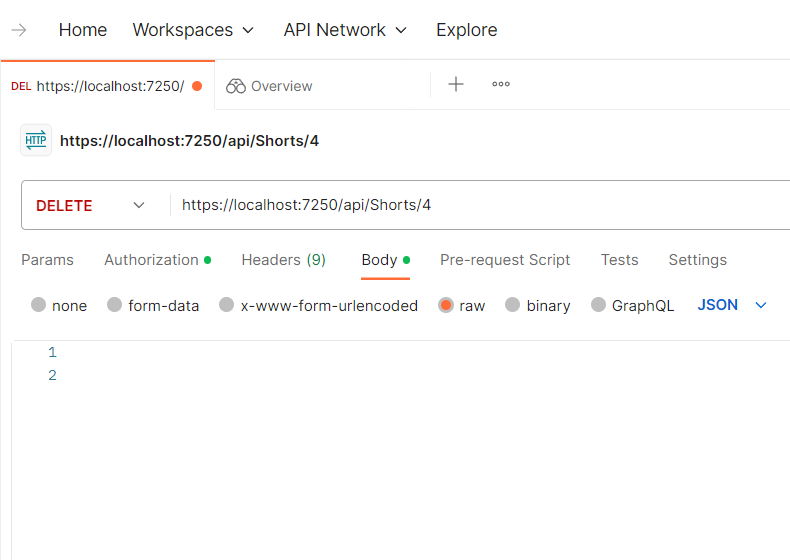 Home Workspaces API Network Explore
DEL https://localhost:7250/ Overview
HTTP https://localhost:7250/api/Shorts/4
DELETE https://localhost:7250/api/Shorts/4
Params Authorization Headers (9) Body Pre-request Script Tests Settings
none form-data x-www-form-urlencoded raw binary GraphQL JSON
1
2